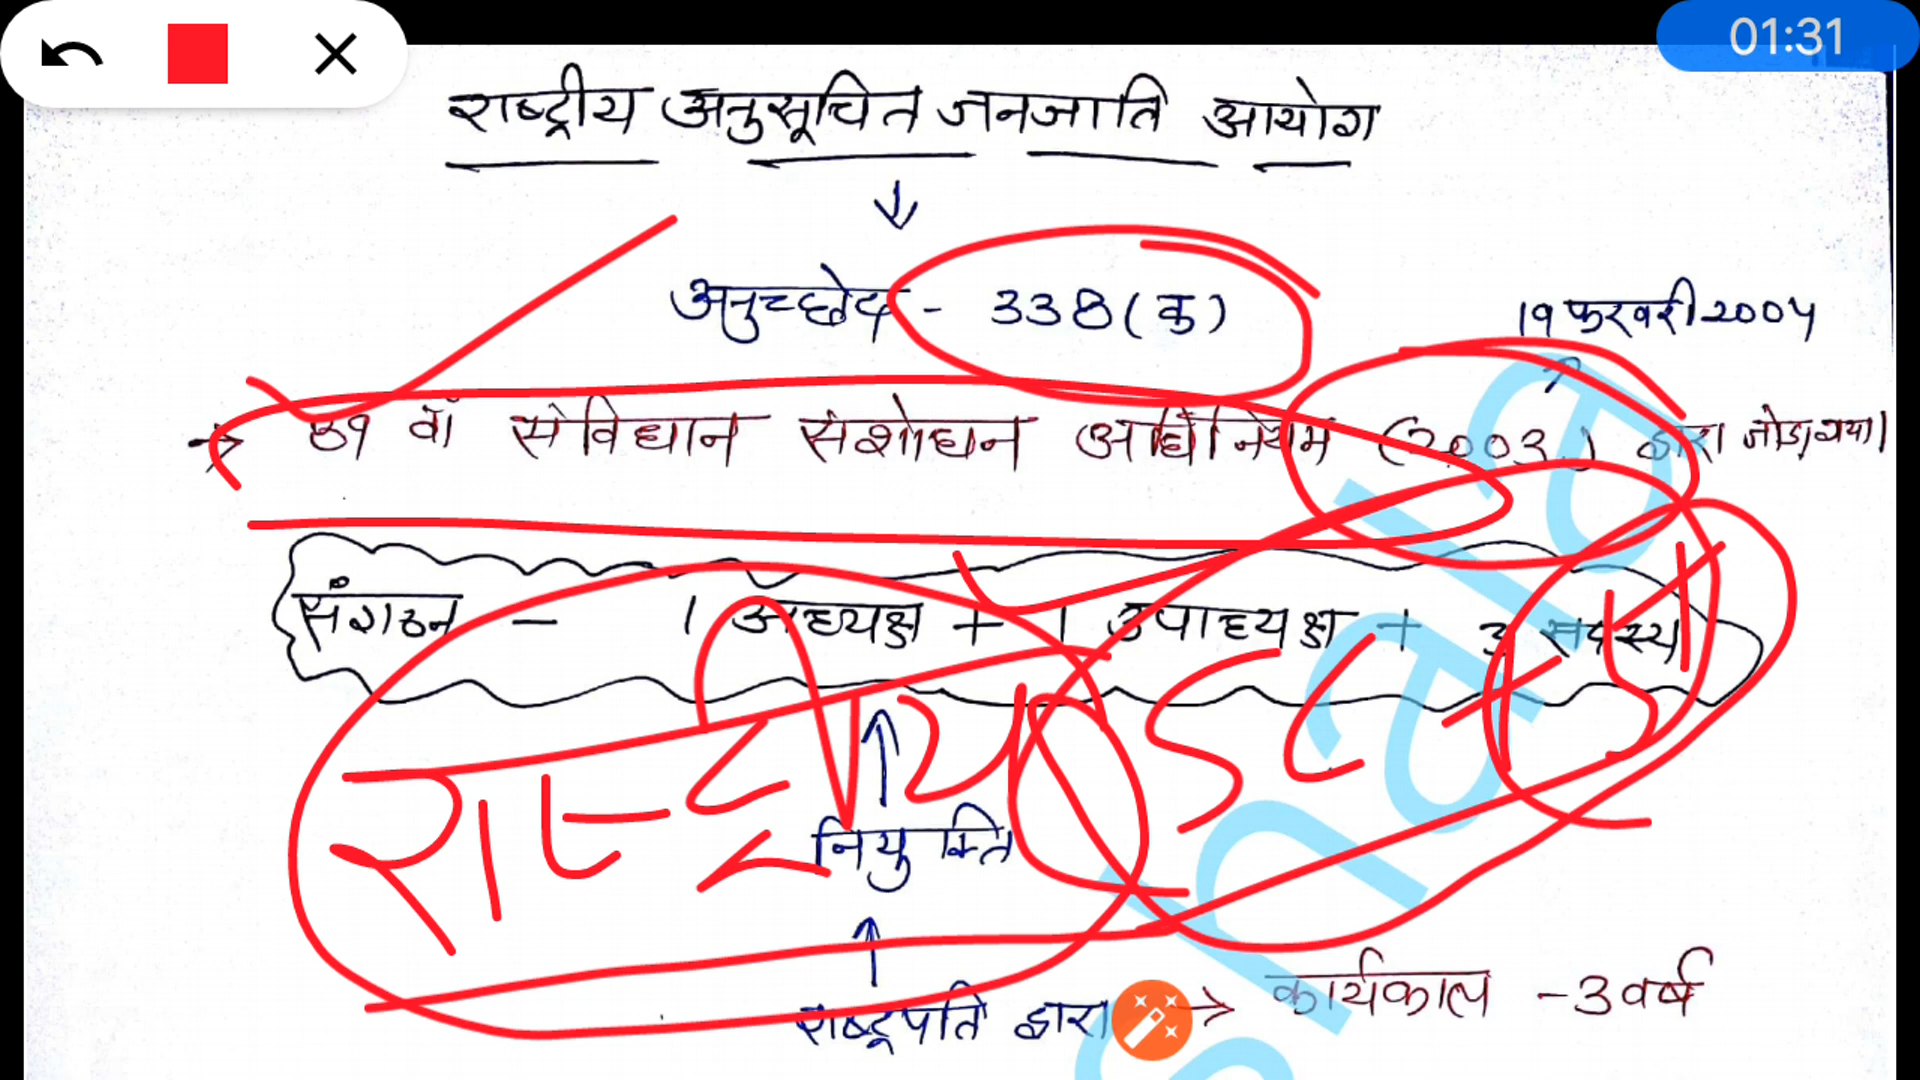 01:31
राष्ट्रीय अनुसूचित जनजाति आयोग
अनुच्छेद - 338(क)
19 फरवरी 2004
→ 89 वाँ संविधान संशोधन अधिनियम (2003) द्वारा जोड़ा गया।
संगठन - 1 अध्यक्ष + 1 उपाध्यक्ष + 3 सदस्य
राष्ट्रीय SC + ST
नियुक्ति
राष्ट्रपति द्वारा → कार्यकाल - 3 वर्ष